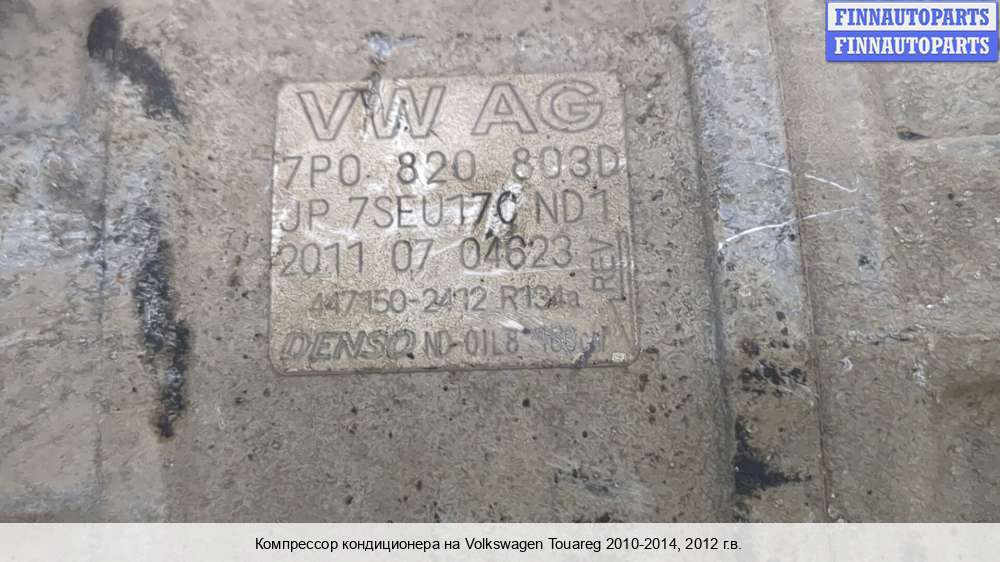 FINNAUTOPARTS
FINNAUTOPARTS
VW AG
7P0 820 803D
JP 7SEU17C ND1
2011 07 04623
REV
447150-2412 R134a
DENSO ND-OIL8
Компрессор кондиционера на Volkswagen Touareg 2010-2014, 2012 г.в.